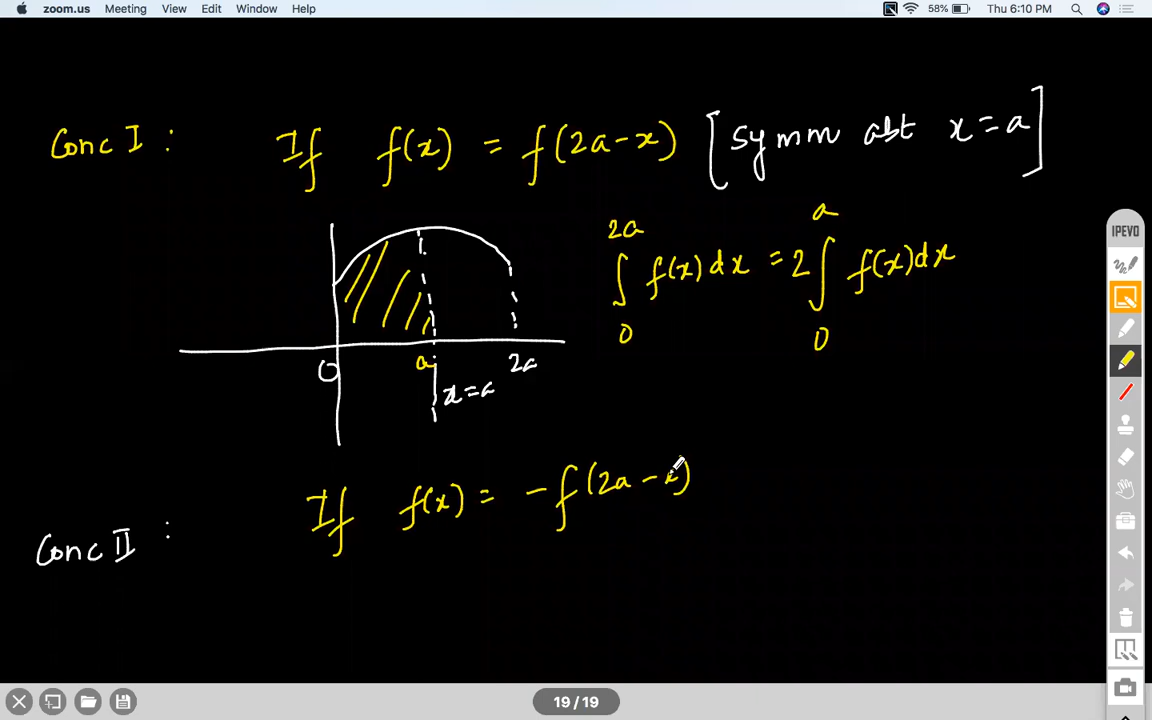 zoom.us Meeting View Edit Window Help 58% Thu 6:10 PM
Conc I : If f(x) = f(2a-x) [symm abt x=a]
2a a
∫ f(x) dx = 2 ∫ f(x) dx
0 0
0 a 2a
x=a
Conc II : If f(x) = -f(2a-x)
IPEVO
19 / 19